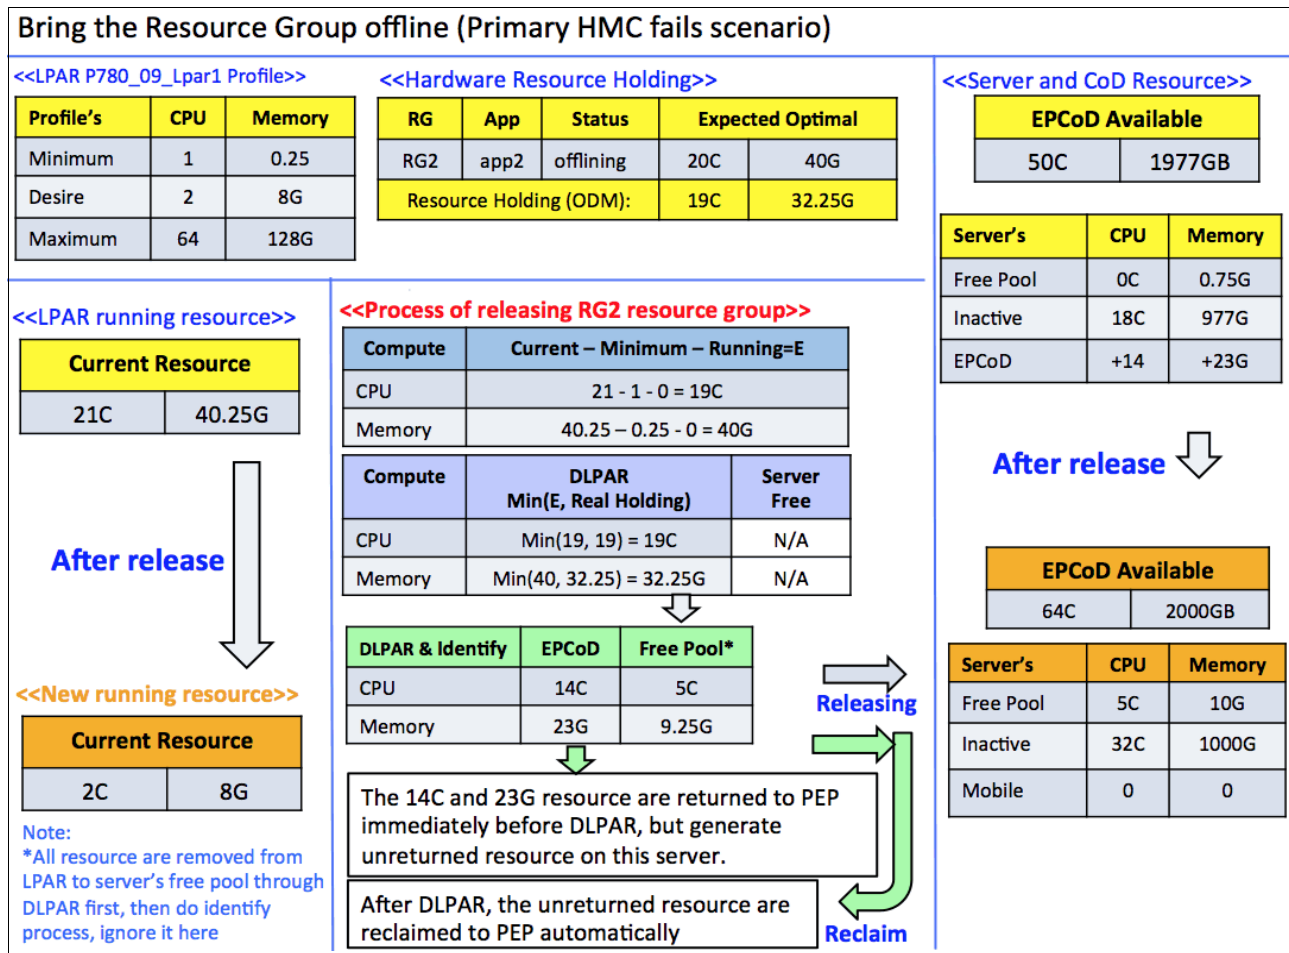 Bring the Resource Group offline (Primary HMC fails scenario)
<<LPAR P780_09_Lpar1 Profile>>
Profile's CPU Memory
Minimum 1 0.25
Desire 2 8G
Maximum 64 128G
<<Hardware Resource Holding>>
RG App Status Expected Optimal
RG2 app2 offlining 20C 40G
Resource Holding (ODM): 19C 32.25G
<<Server and CoD Resource>>
EPCoD Available
50C 1977GB
Server's CPU Memory
Free Pool 0C 0.75G
Inactive 18C 977G
EPCoD +14 +23G
After release
EPCoD Available
64C 2000GB
Server's CPU Memory
Free Pool 5C 10G
Inactive 32C 1000G
Mobile 0 0
<<LPAR running resource>>
Current Resource
21C 40.25G
After release
<<New running resource>>
Current Resource
2C 8G
Note:
*All resource are removed from
LPAR to server's free pool through
DLPAR first, then do identify
process, ignore it here
<<Process of releasing RG2 resource group>>
Compute Current – Minimum – Running=E
CPU 21 - 1 - 0 = 19C
Memory 40.25 – 0.25 - 0 = 40G
Compute DLPAR Server
Min(E, Real Holding) Free
CPU Min(19, 19) = 19C N/A
Memory Min(40, 32.25) = 32.25G N/A
DLPAR & Identify EPCoD Free Pool*
CPU 14C 5C
Memory 23G 9.25G
Releasing
The 14C and 23G resource are returned to PEP
immediately before DLPAR, but generate
unreturned resource on this server.
After DLPAR, the unreturned resource are
reclaimed to PEP automatically
Reclaim